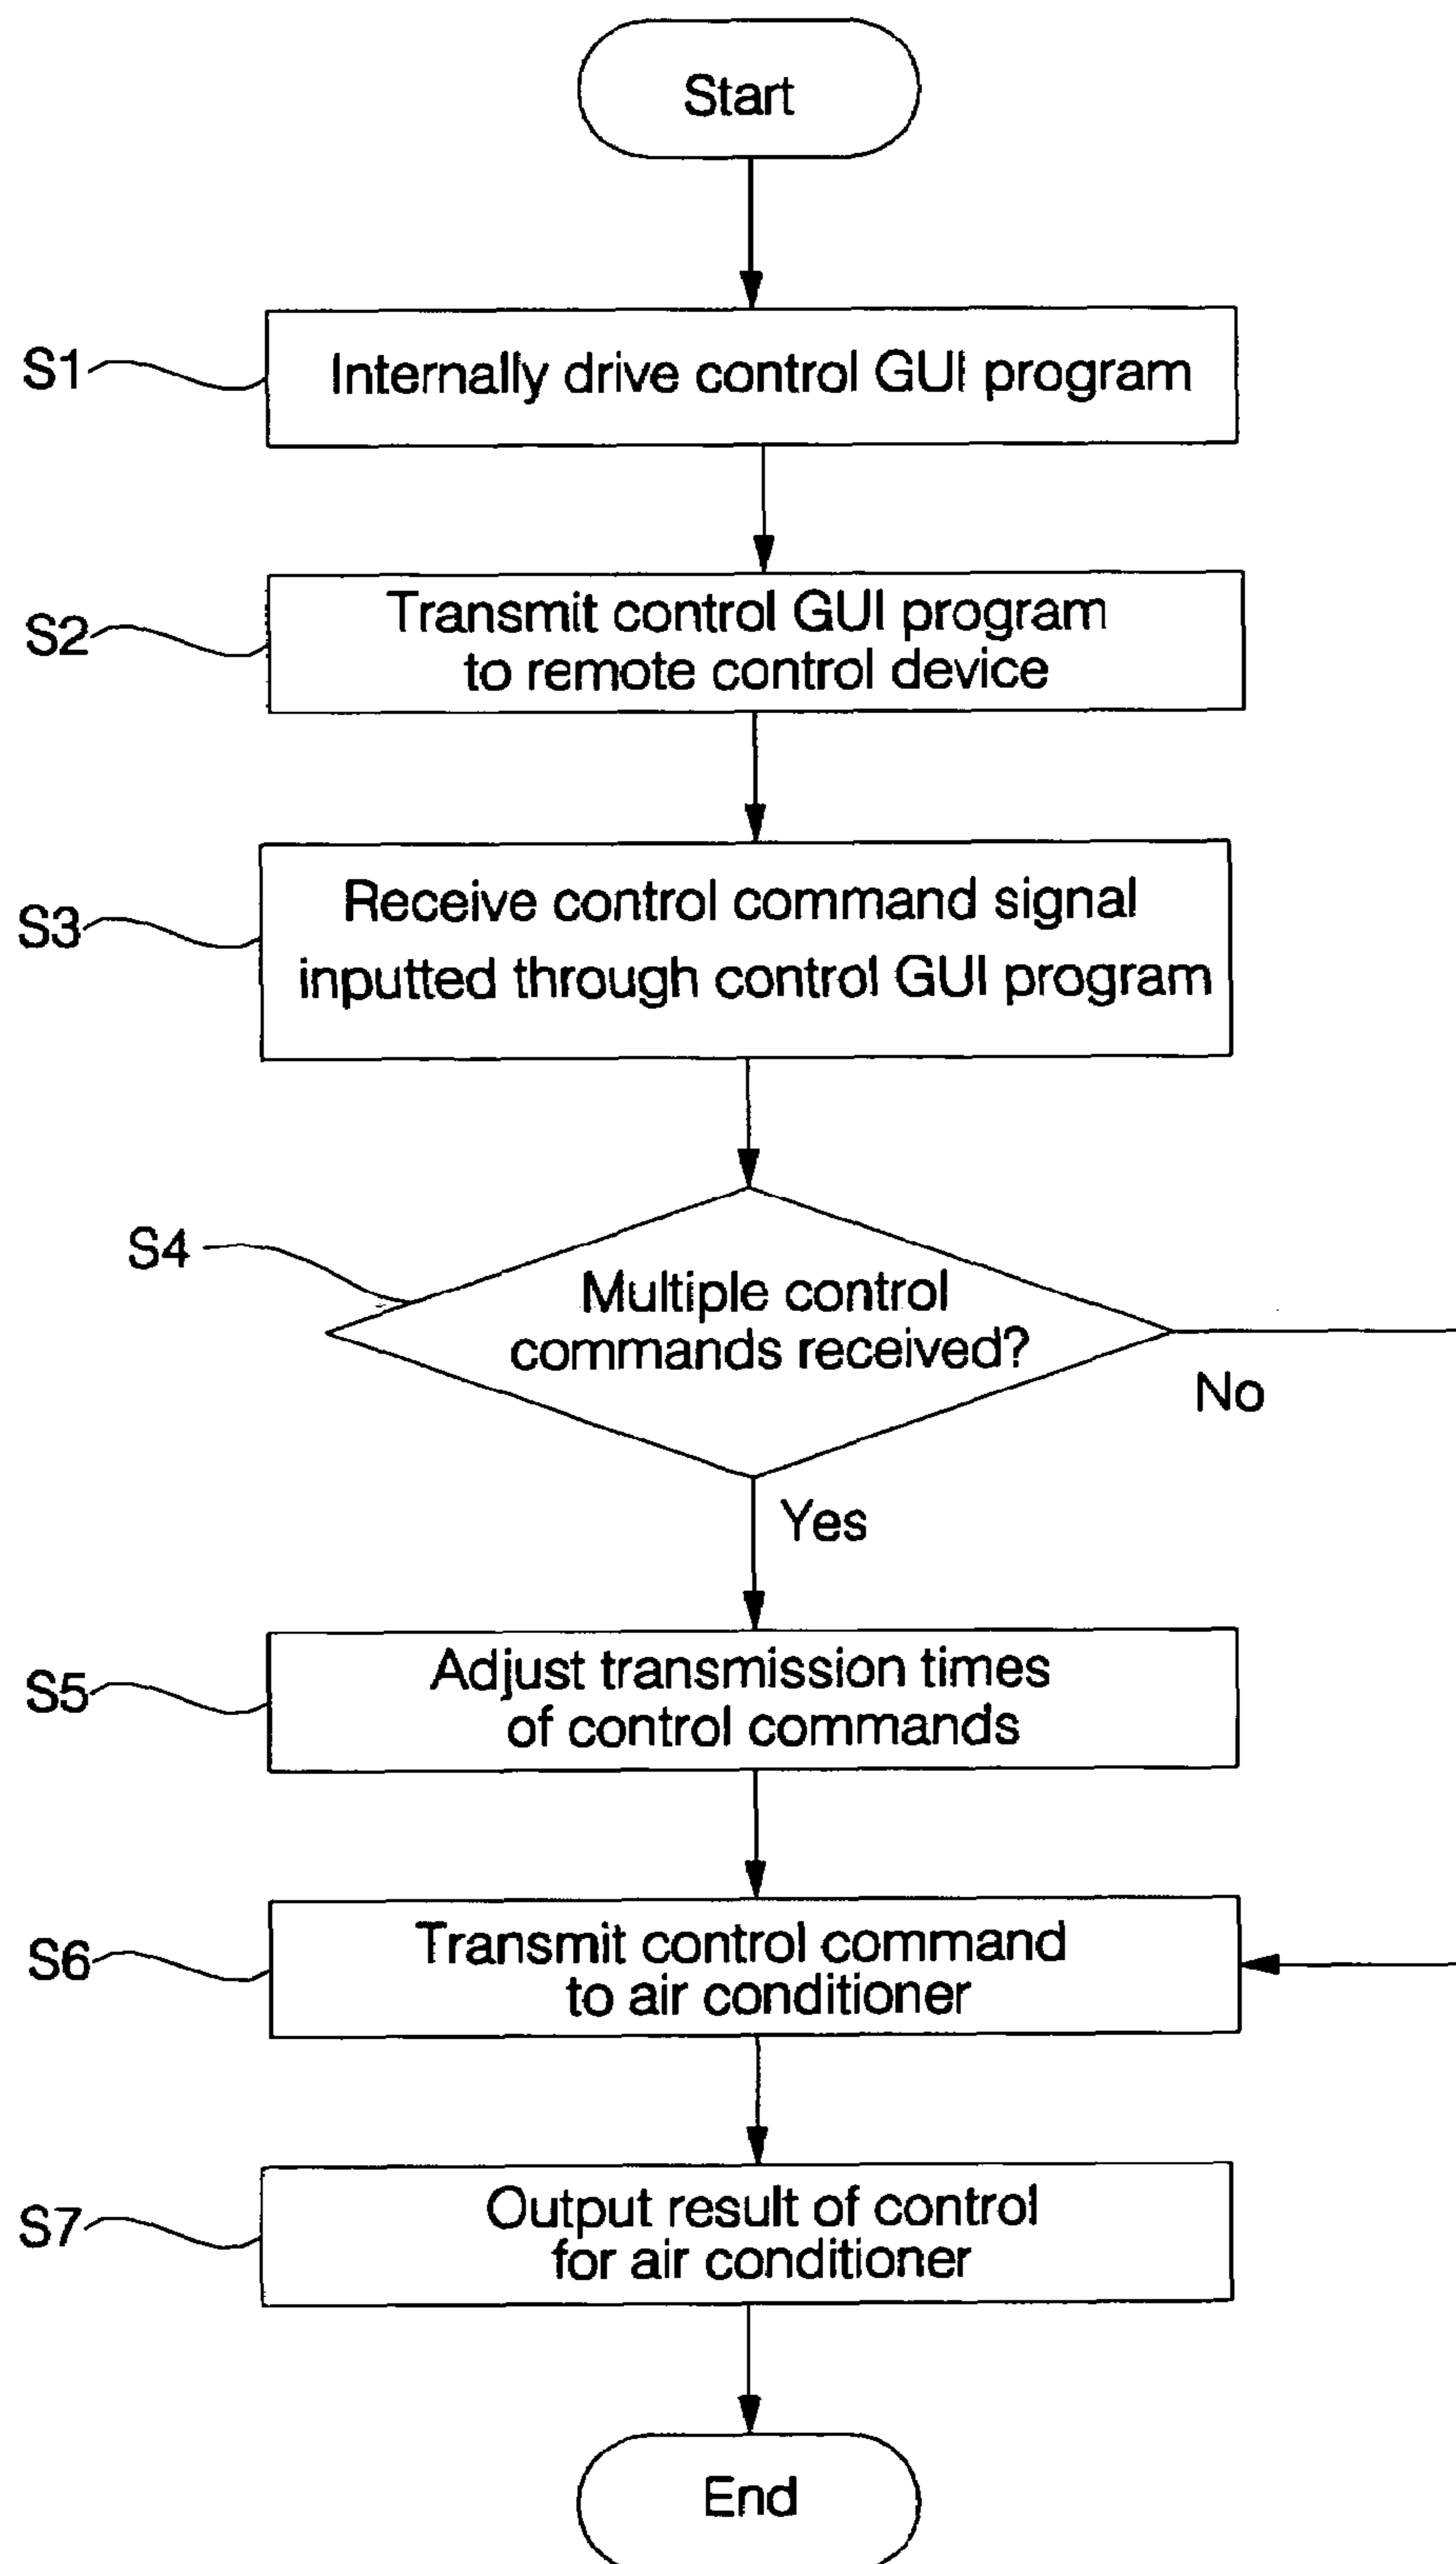 Start
S1
Internally drive control GUI program
S2
Transmit control GUI program
to remote control device
S3
Receive control command signal
inputted through control GUI program
S4
Multiple control
commands received?
No
Yes
S5
Adjust transmission times
of control commands
S6
Transmit control command
to air conditioner
S7
Output result of control
for air conditioner
End